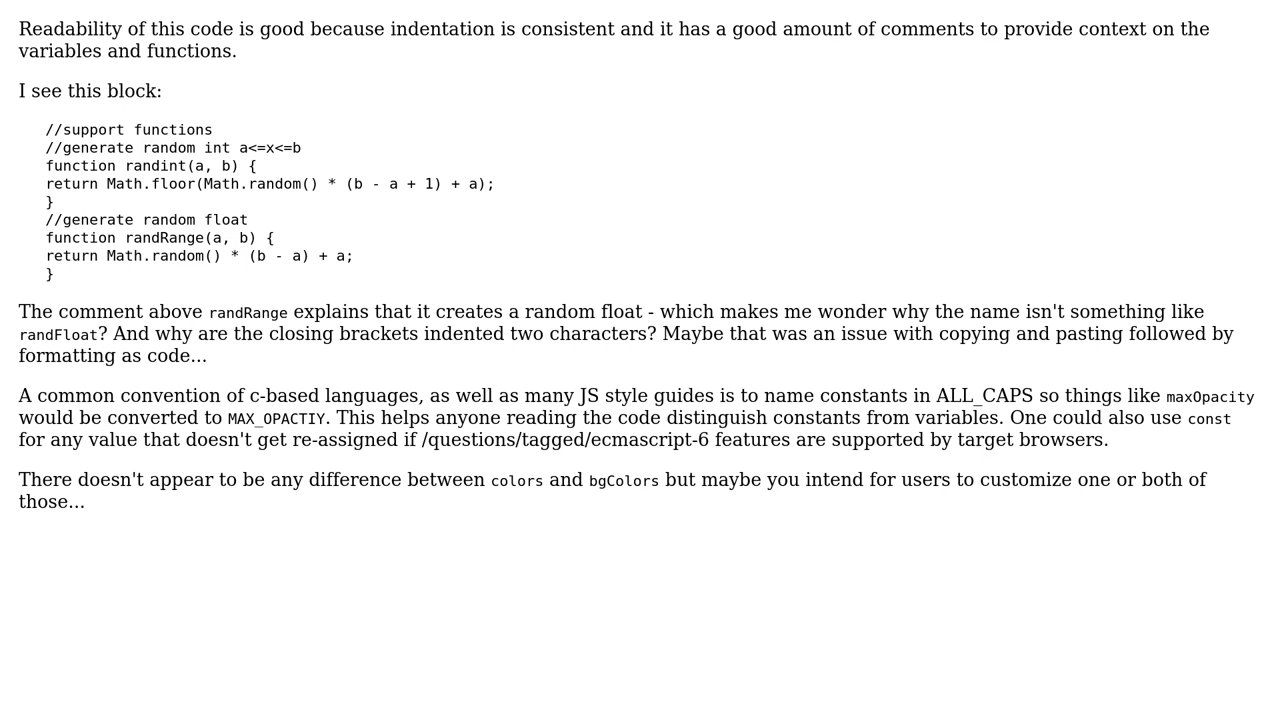 Readability of this code is good because indentation is consistent and it has a good amount of comments to provide context on the
variables and functions.
I see this block:
//support functions
//generate random int a<=x<=b
function randint(a, b) {
return Math.floor(Math.random() * (b - a + 1) + a);
}
//generate random float
function randRange(a, b) {
return Math.random() * (b - a) + a;
}
The comment above randRange explains that it creates a random float - which makes me wonder why the name isn't something like
randFloat? And why are the closing brackets indented two characters? Maybe that was an issue with copying and pasting followed by
formatting as code...
A common convention of c-based languages, as well as many JS style guides is to name constants in ALL_CAPS so things like maxOpacity
would be converted to MAX_OPACTIY. This helps anyone reading the code distinguish constants from variables. One could also use const
for any value that doesn't get re-assigned if /questions/tagged/ecmascript-6 features are supported by target browsers.
There doesn't appear to be any difference between colors and bgColors but maybe you intend for users to customize one or both of
those...